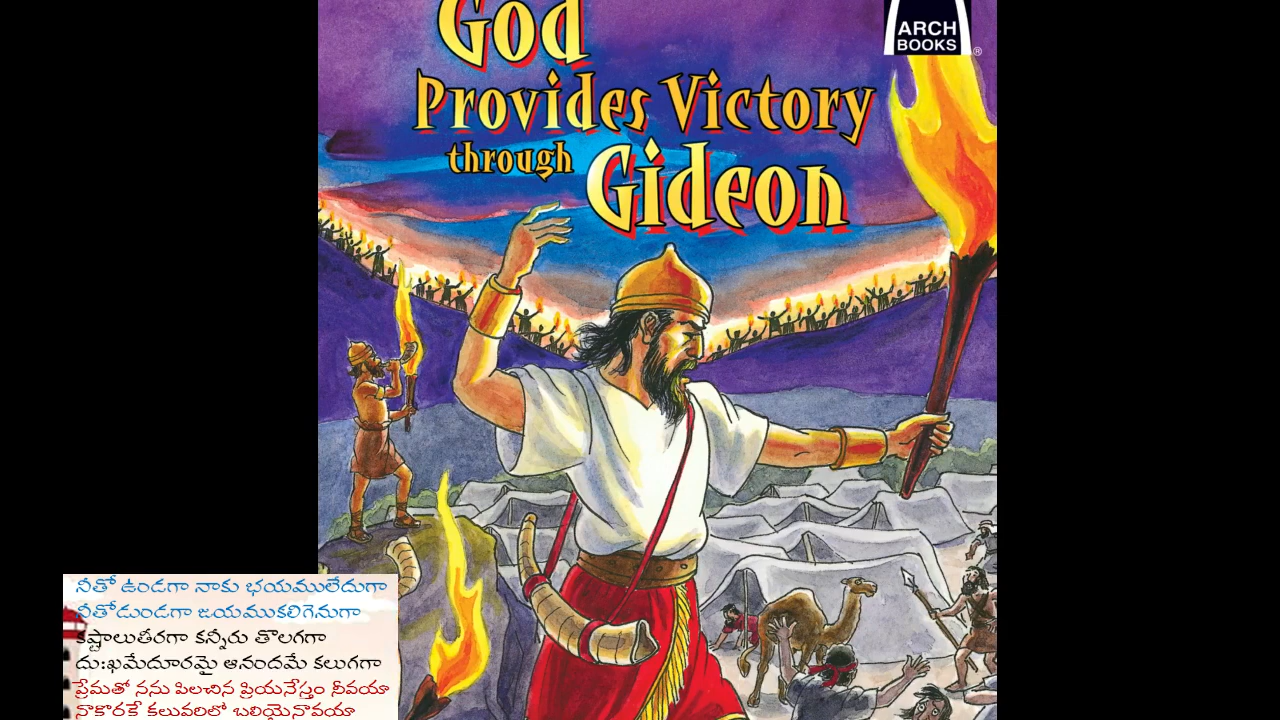 God
Provides Victory
through Gideon
ARCH
BOOKS
®
నీతో ఉండగా నాకు భయములేదుగా
నీతోడుండగా జయముకలిగెనుగా
కష్టాలుతీరగా కన్నీరు తొలగగా
దు:ఖమేదూరమై ఆనందమే కలుగగా
ప్రేమతో నను పిలచిన ప్రియనేస్తం నీవయా
నాకొరకే కలువరిలో బలియైనావయా